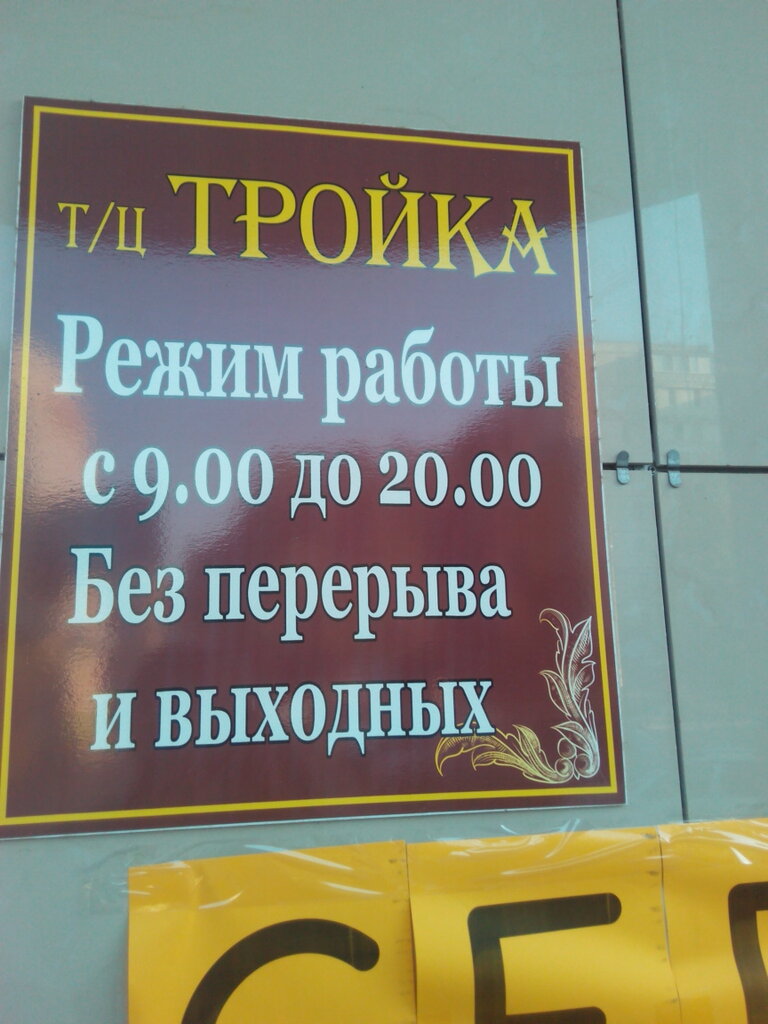 т/ц ТРОЙКА
Режим работы
с 9.00 до 20.00
Без перерыва
и выходных